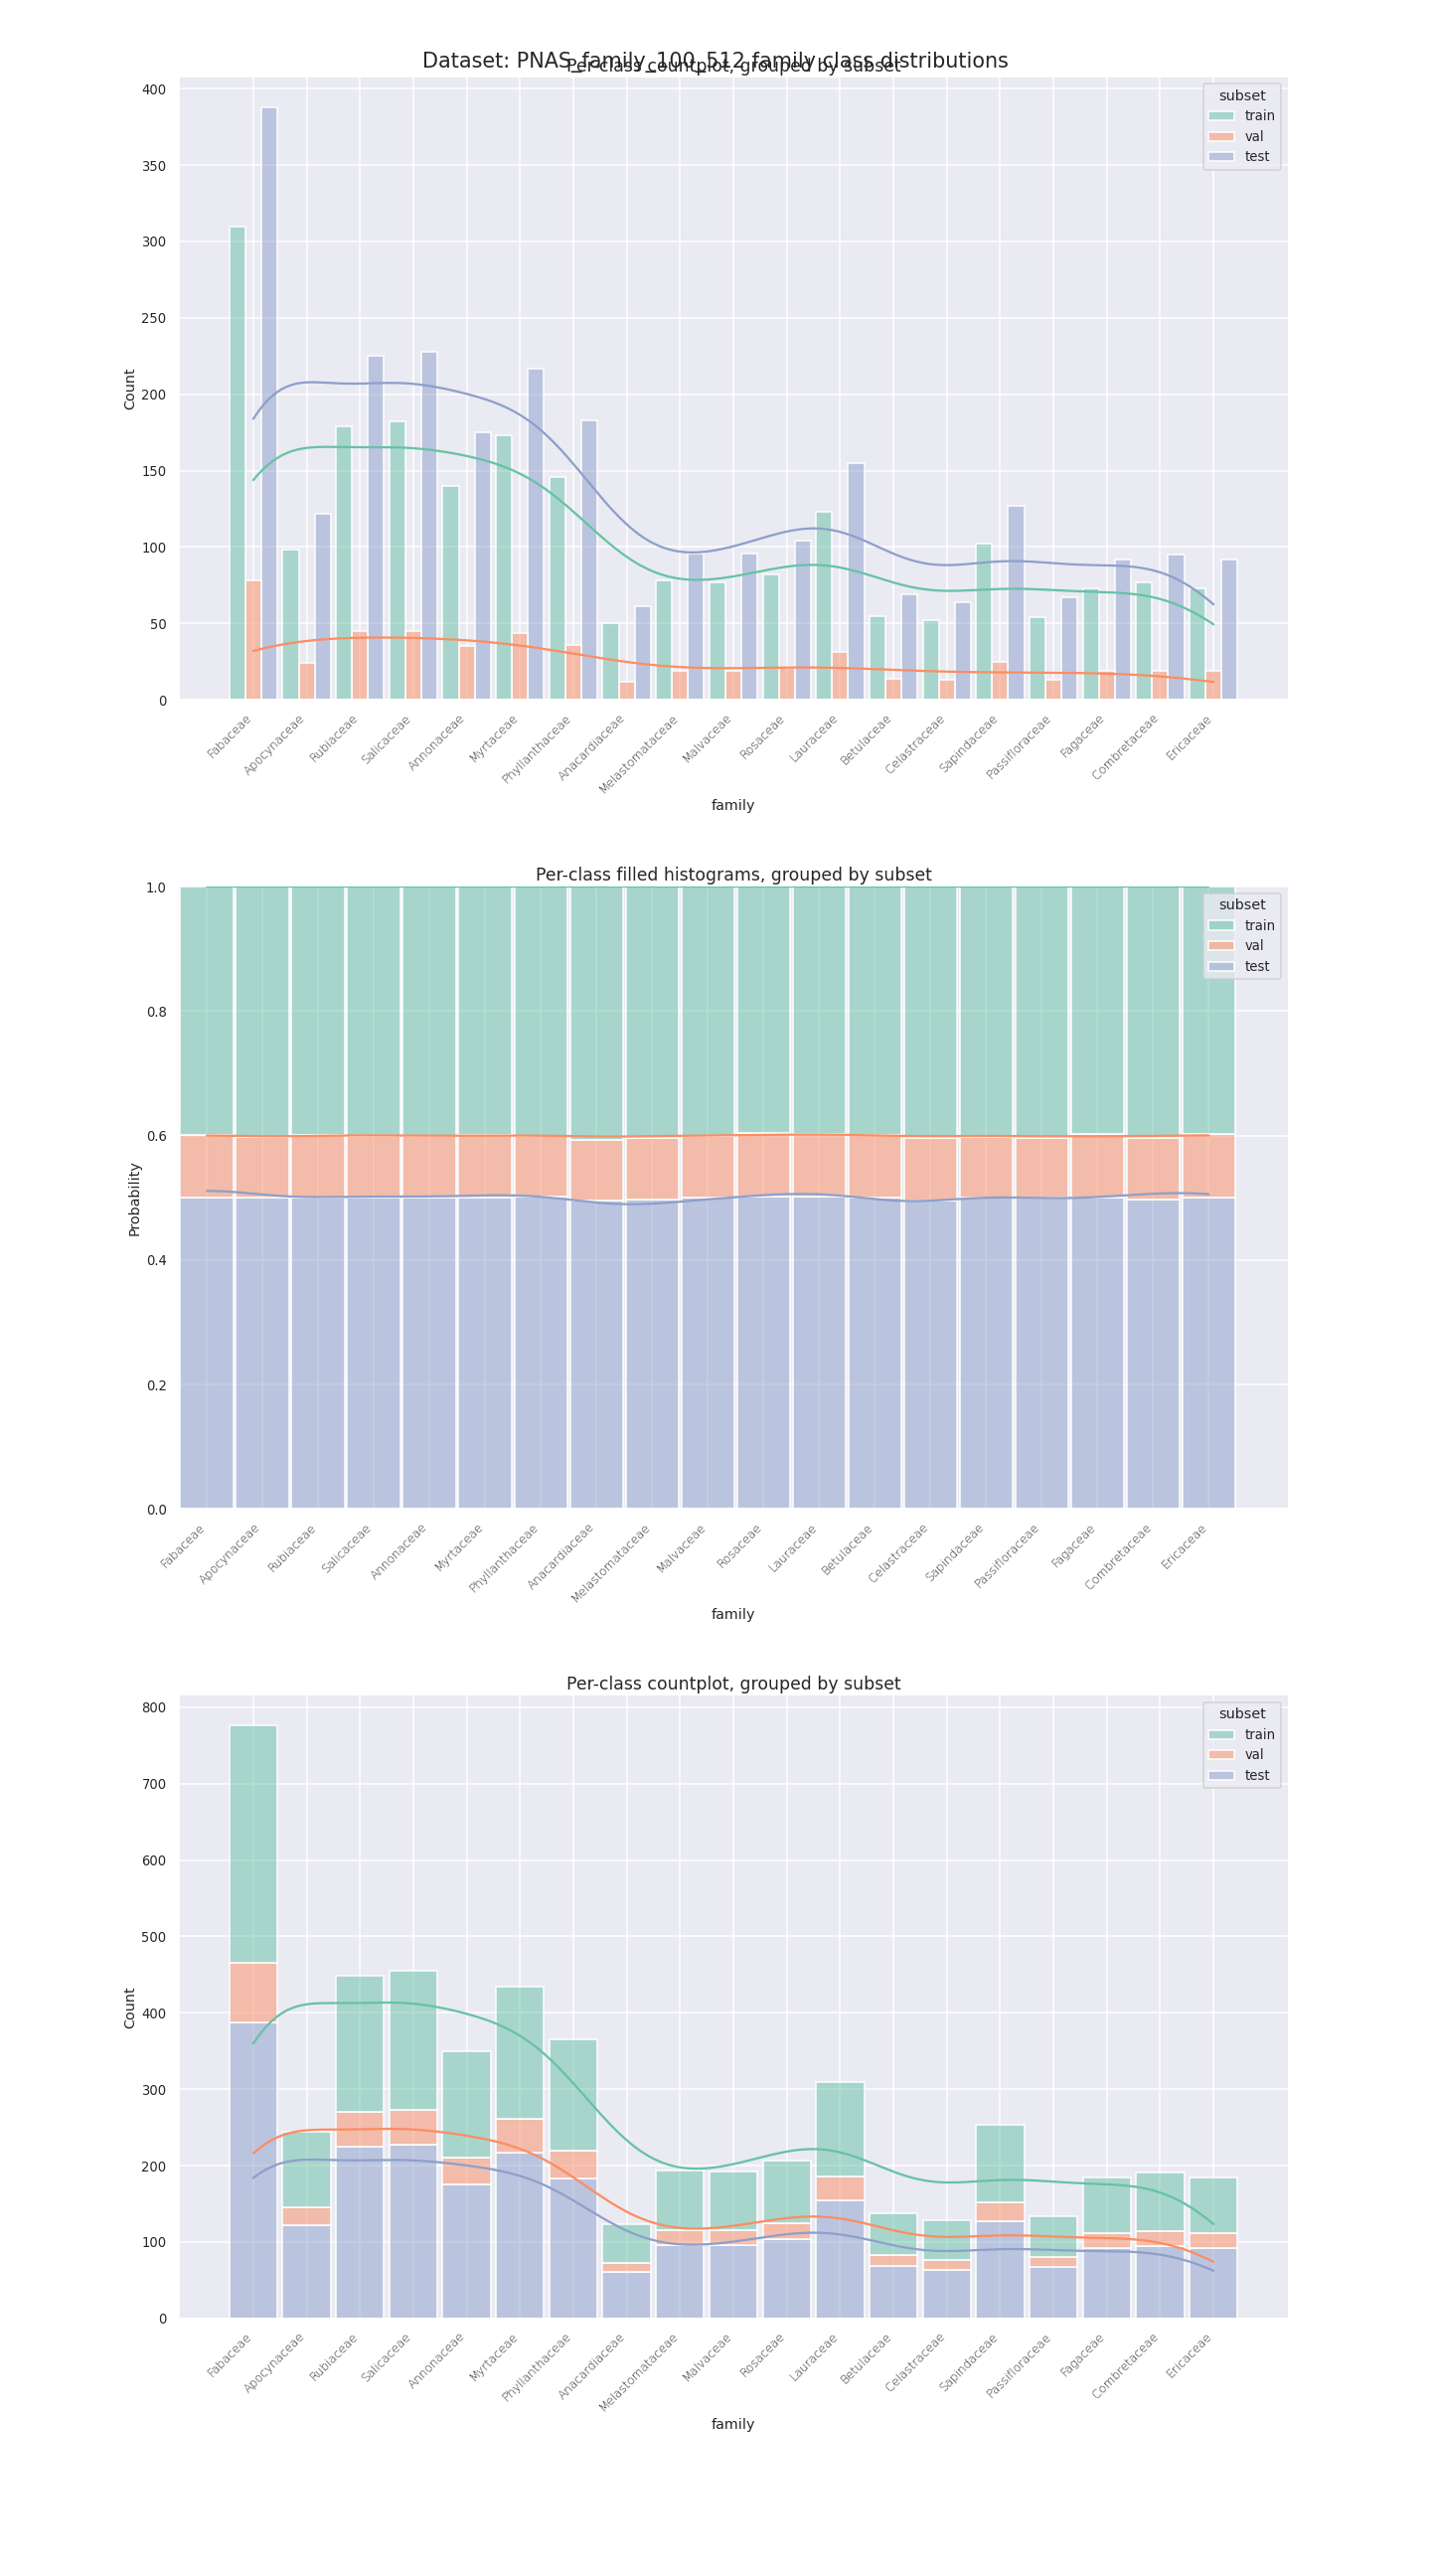 Dataset: PNAS_family_100_512 family class distributions
Per-class countplot, grouped by subset
subset
train
val
test
400
350
300
250
200
150
100
50
0
Count
Fabaceae
Apocynaceae
Rubiaceae
Salicaceae
Annonaceae
Myrtaceae
Phyllanthaceae
Anacardiaceae
Melastomataceae
Malvaceae
Rosaceae
Lauraceae
Betulaceae
Celastraceae
Sapindaceae
Passifloraceae
Fagaceae
Combretaceae
Ericaceae
family
Per-class filled histograms, grouped by subset
subset
train
val
test
1.0
0.8
0.6
0.4
0.2
0.0
Probability
Fabaceae
Apocynaceae
Rubiaceae
Salicaceae
Annonaceae
Myrtaceae
Phyllanthaceae
Anacardiaceae
Melastomataceae
Malvaceae
Rosaceae
Lauraceae
Betulaceae
Celastraceae
Sapindaceae
Passifloraceae
Fagaceae
Combretaceae
Ericaceae
family
Per-class countplot, grouped by subset
subset
train
val
test
800
700
600
500
400
300
200
100
0
Count
Fabaceae
Apocynaceae
Rubiaceae
Salicaceae
Annonaceae
Myrtaceae
Phyllanthaceae
Anacardiaceae
Melastomataceae
Malvaceae
Rosaceae
Lauraceae
Betulaceae
Celastraceae
Sapindaceae
Passifloraceae
Fagaceae
Combretaceae
Ericaceae
family